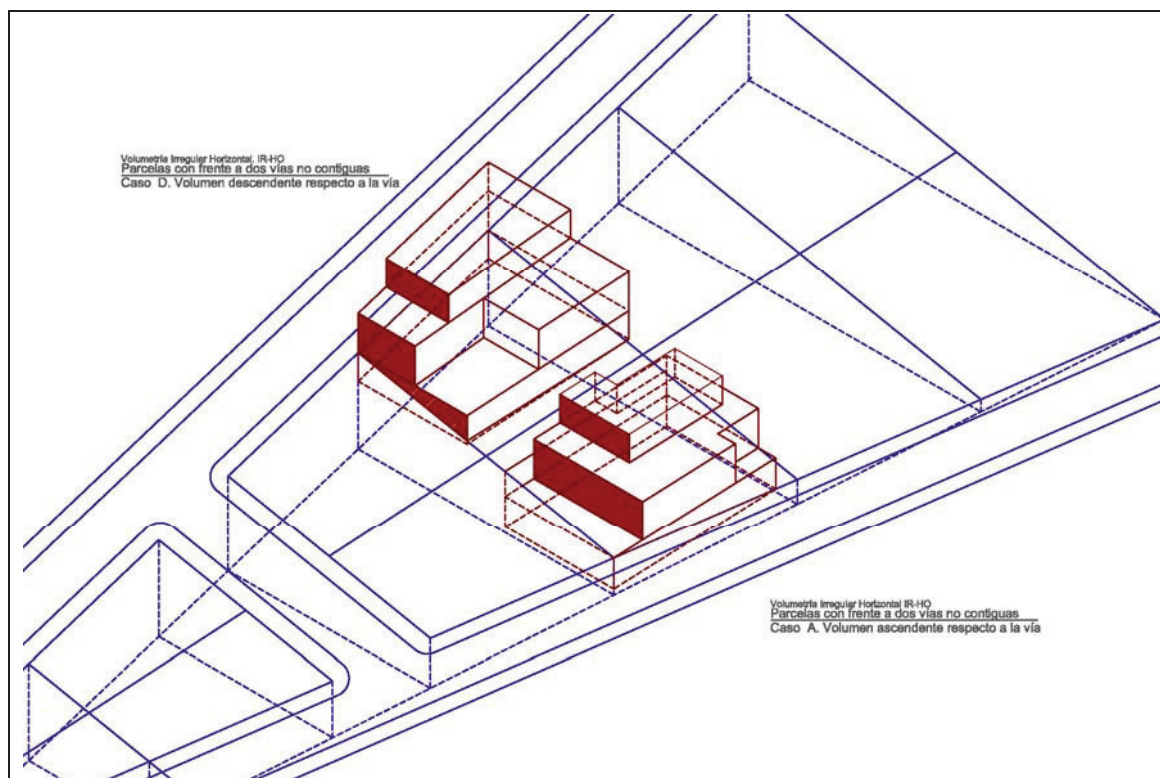 Volumetría Irregular Horizontal. IR-HO
Parcelas con frente a dos vías no contiguas
Caso D. Volumen descendente respecto a la vía
Volumetría Irregular Horizontal IR-HO
Parcelas con frente a dos vías no contiguas
Caso A. Volumen ascendente respecto a la vía